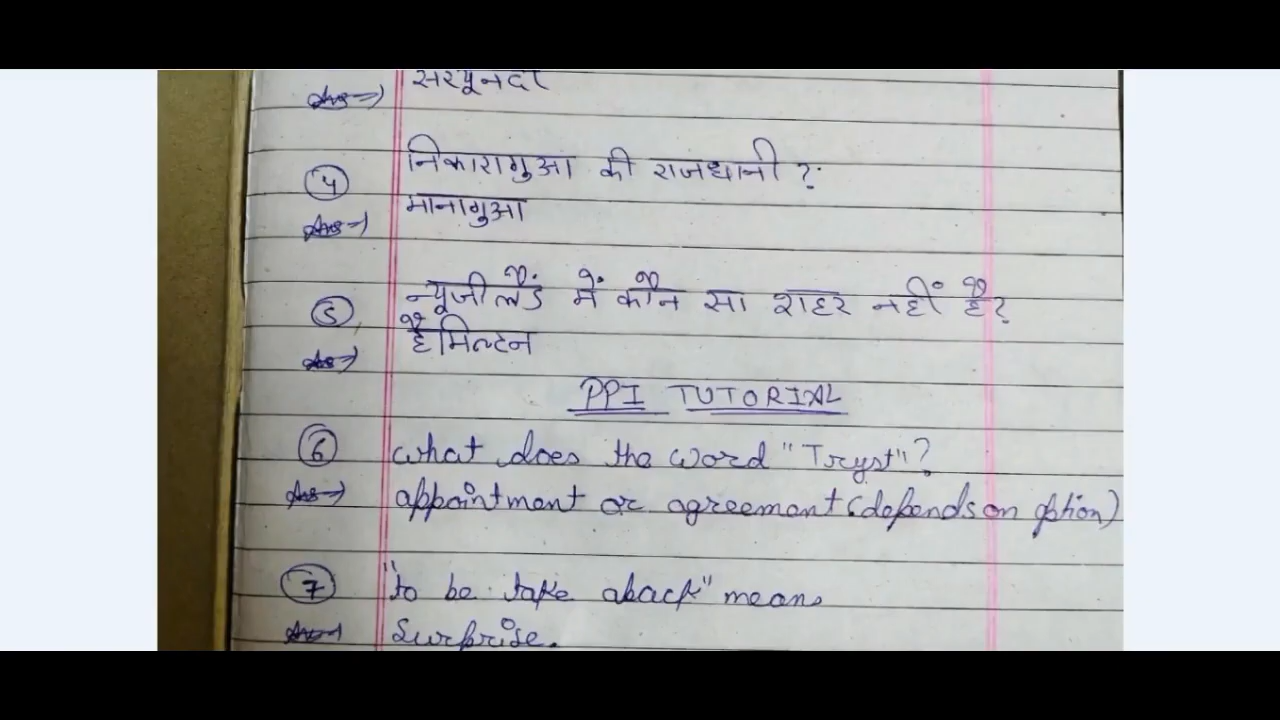 Ans⇒) सरयू नदी
④ निकारागुआ की राजधानी ?
Ans⇒) मानागुआ
⑤ न्यूजीलैंड में कौन सा शहर नहीं है?
Ans⇒) हैमिल्टन
PPI TUTORIAL
⑥ what does the word "Tryst"?
Ans⇒) appointment or agreement (depends on option)
⑦ "to be take aback" means
Ans⇒) Surprise.